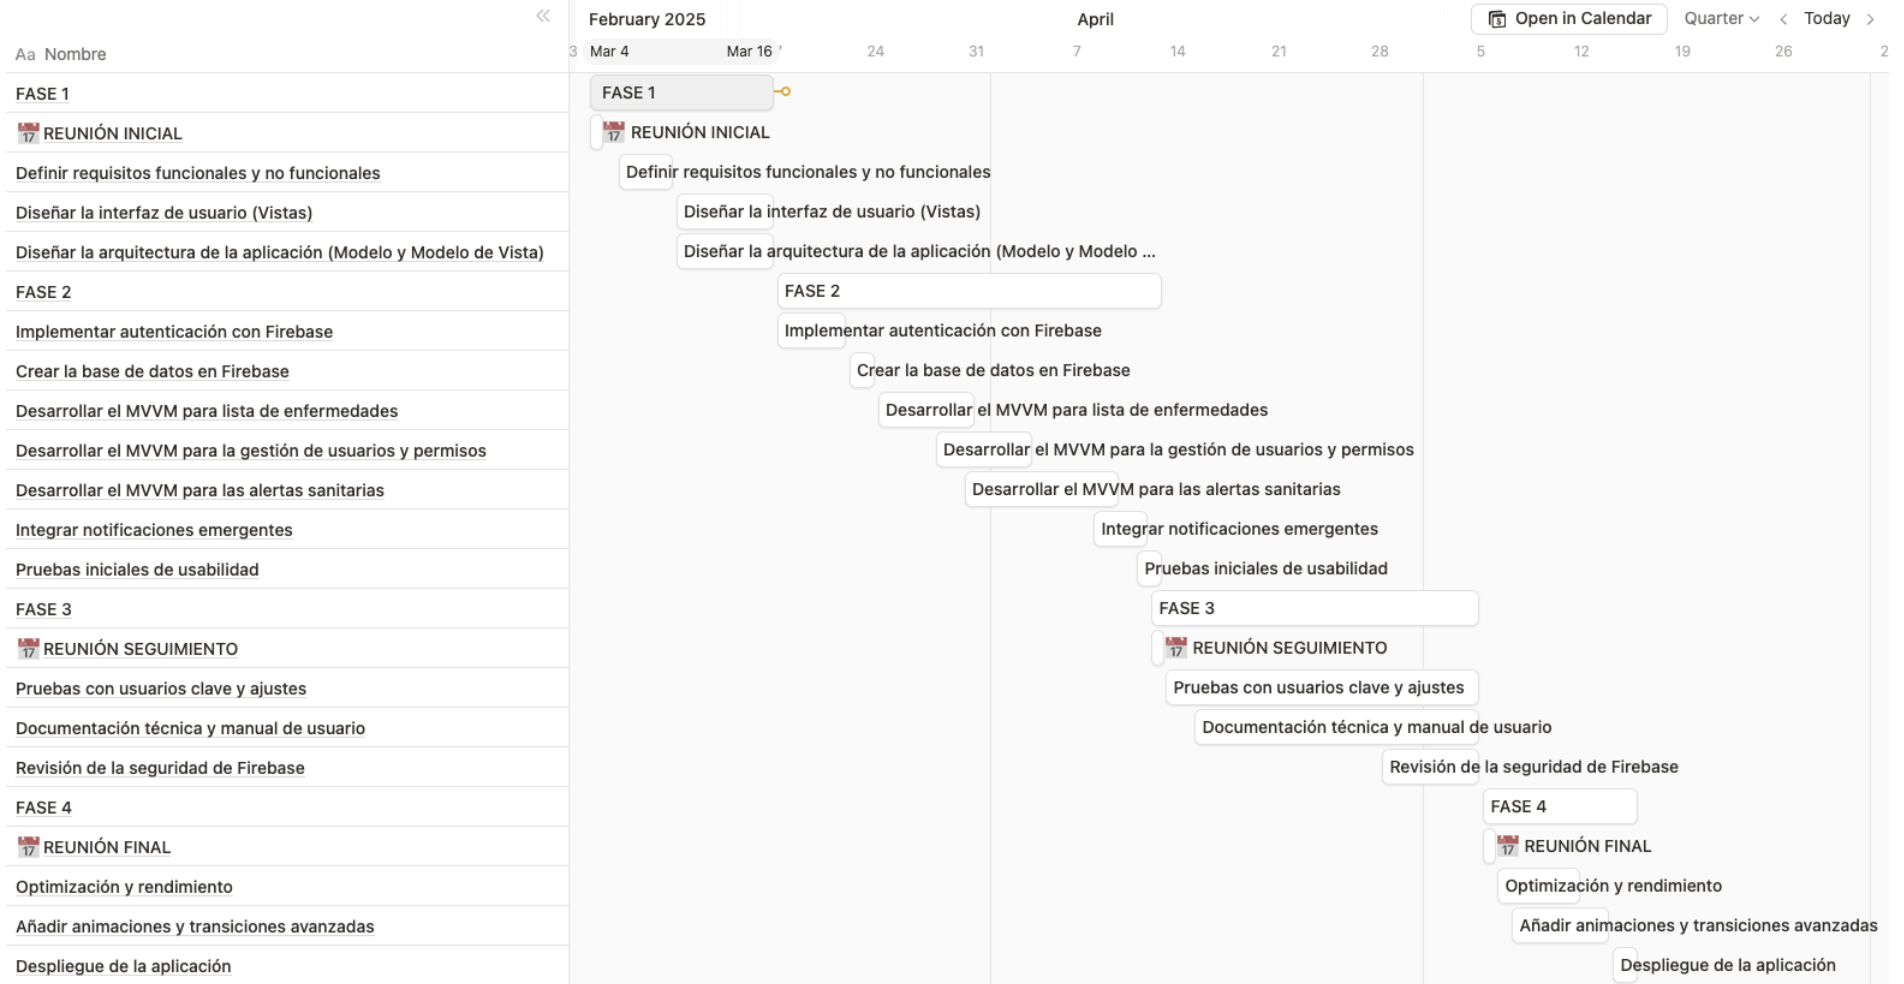 February 2025
April
Open in Calendar
Quarter
Today
Aa Nombre
3 Mar 4 Mar 16 24 31 7 14 21 28 5 12 19 26 2
FASE 1
FASE 1
17 REUNIÓN INICIAL
17 REUNIÓN INICIAL
Definir requisitos funcionales y no funcionales
Definir requisitos funcionales y no funcionales
Diseñar la interfaz de usuario (Vistas)
Diseñar la interfaz de usuario (Vistas)
Diseñar la arquitectura de la aplicación (Modelo y Modelo de Vista)
Diseñar la arquitectura de la aplicación (Modelo y Modelo ...
FASE 2
FASE 2
Implementar autenticación con Firebase
Implementar autenticación con Firebase
Crear la base de datos en Firebase
Crear la base de datos en Firebase
Desarrollar el MVVM para lista de enfermedades
Desarrollar el MVVM para lista de enfermedades
Desarrollar el MVVM para la gestión de usuarios y permisos
Desarrollar el MVVM para la gestión de usuarios y permisos
Desarrollar el MVVM para las alertas sanitarias
Desarrollar el MVVM para las alertas sanitarias
Integrar notificaciones emergentes
Integrar notificaciones emergentes
Pruebas iniciales de usabilidad
Pruebas iniciales de usabilidad
FASE 3
FASE 3
17 REUNIÓN SEGUIMIENTO
17 REUNIÓN SEGUIMIENTO
Pruebas con usuarios clave y ajustes
Pruebas con usuarios clave y ajustes
Documentación técnica y manual de usuario
Documentación técnica y manual de usuario
Revisión de la seguridad de Firebase
Revisión de la seguridad de Firebase
FASE 4
FASE 4
17 REUNIÓN FINAL
17 REUNIÓN FINAL
Optimización y rendimiento
Optimización y rendimiento
Añadir animaciones y transiciones avanzadas
Añadir animaciones y transiciones avanzadas
Despliegue de la aplicación
Despliegue de la aplicación